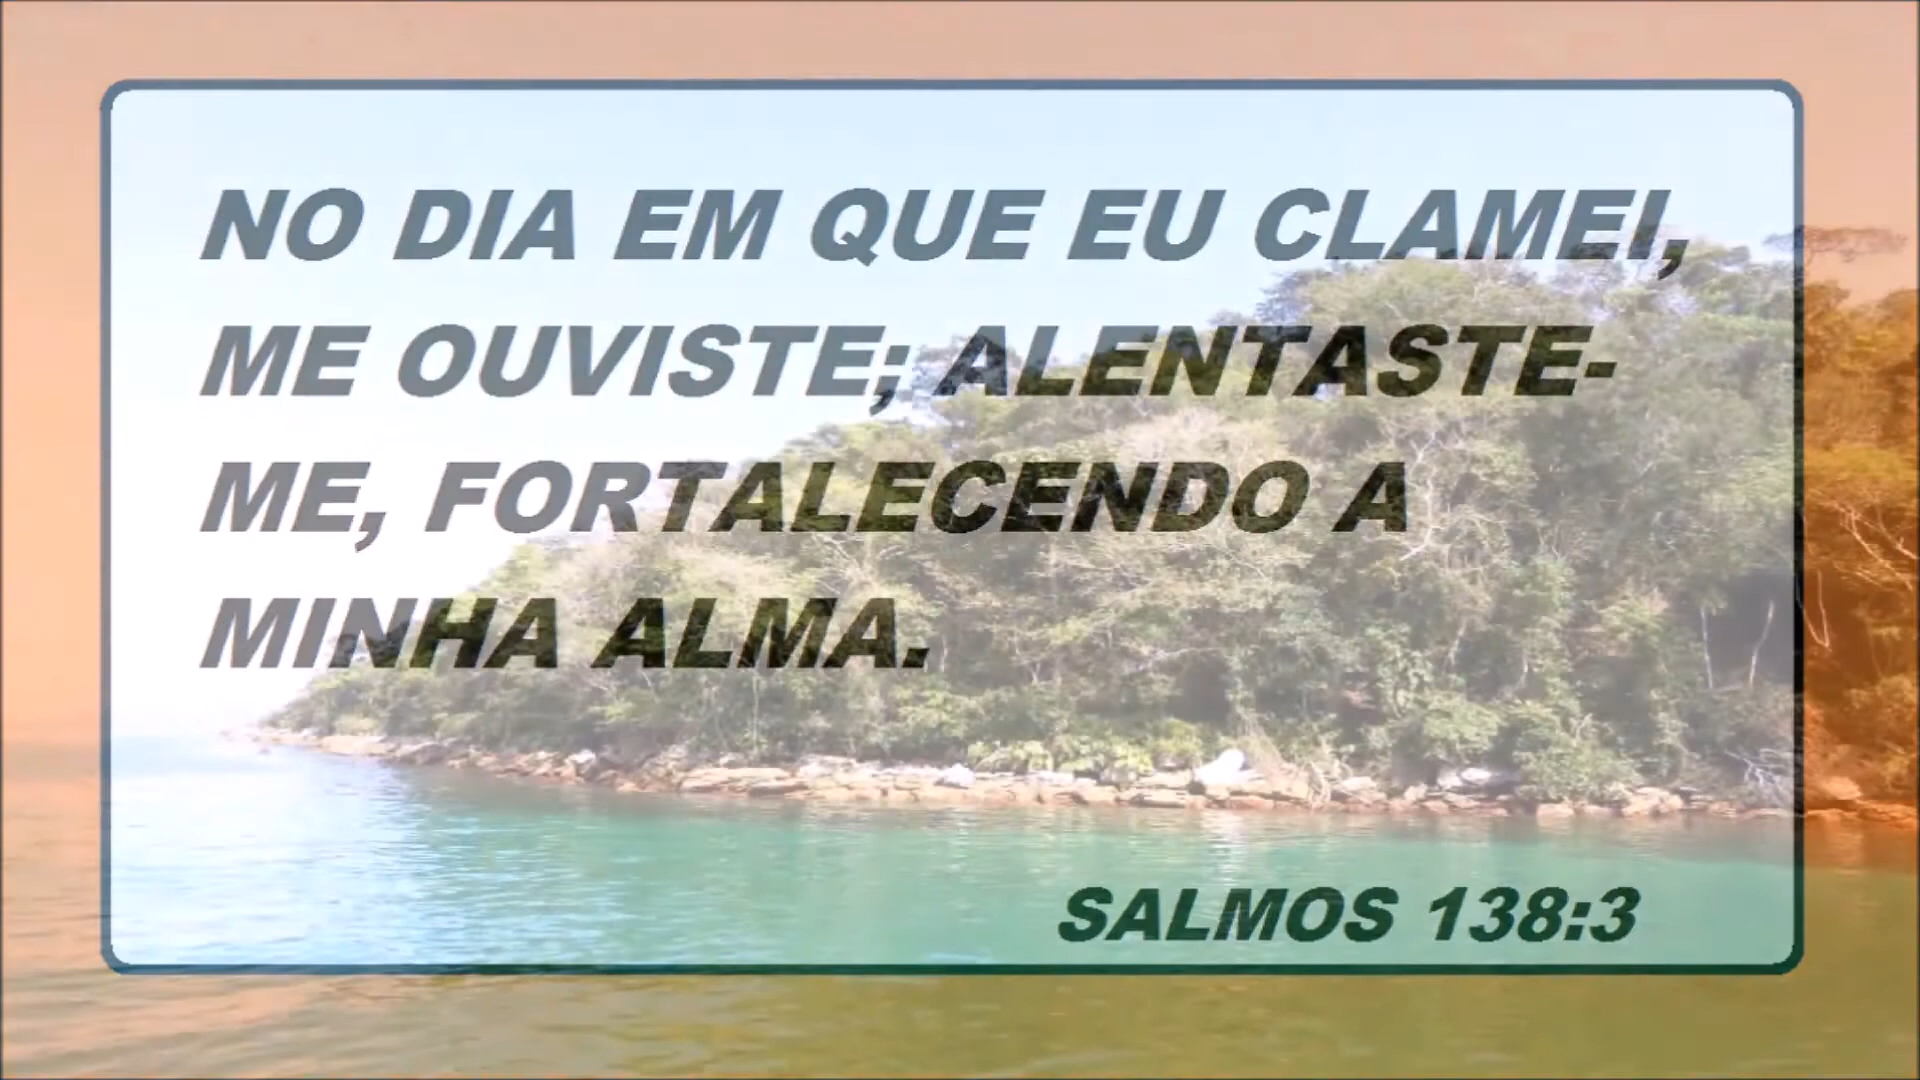 NO DIA EM QUE EU CLAMEI,
ME OUVISTE; ALENTASTE-
ME, FORTALECENDO A
MINHA ALMA.
SALMOS 138:3